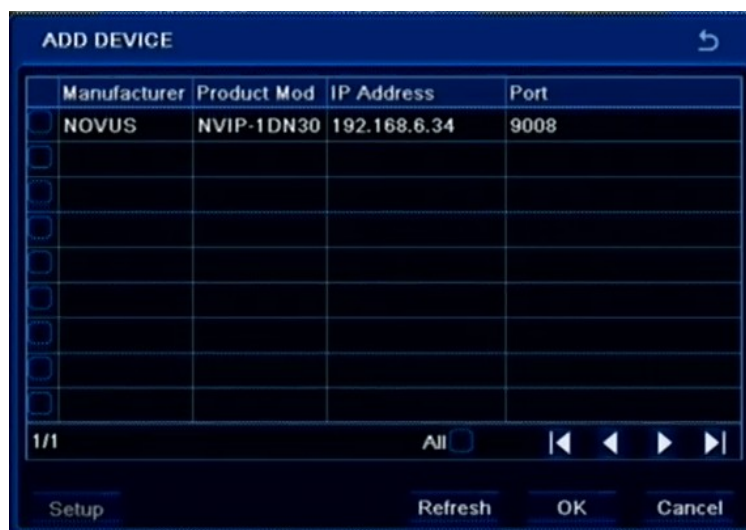 ADD DEVICE
Manufacturer Product Mod IP Address Port
NOVUS NVIP-1DN30 192.168.6.34 9008
1/1 All
Setup Refresh OK Cancel